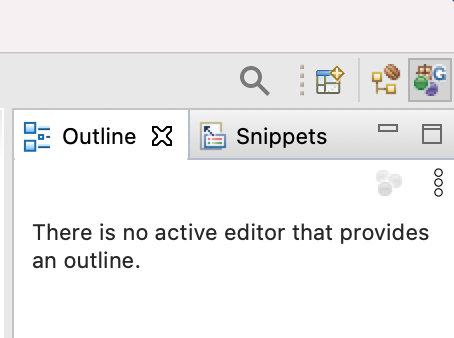 G
Outline Snippets
There is no active editor that provides
an outline.